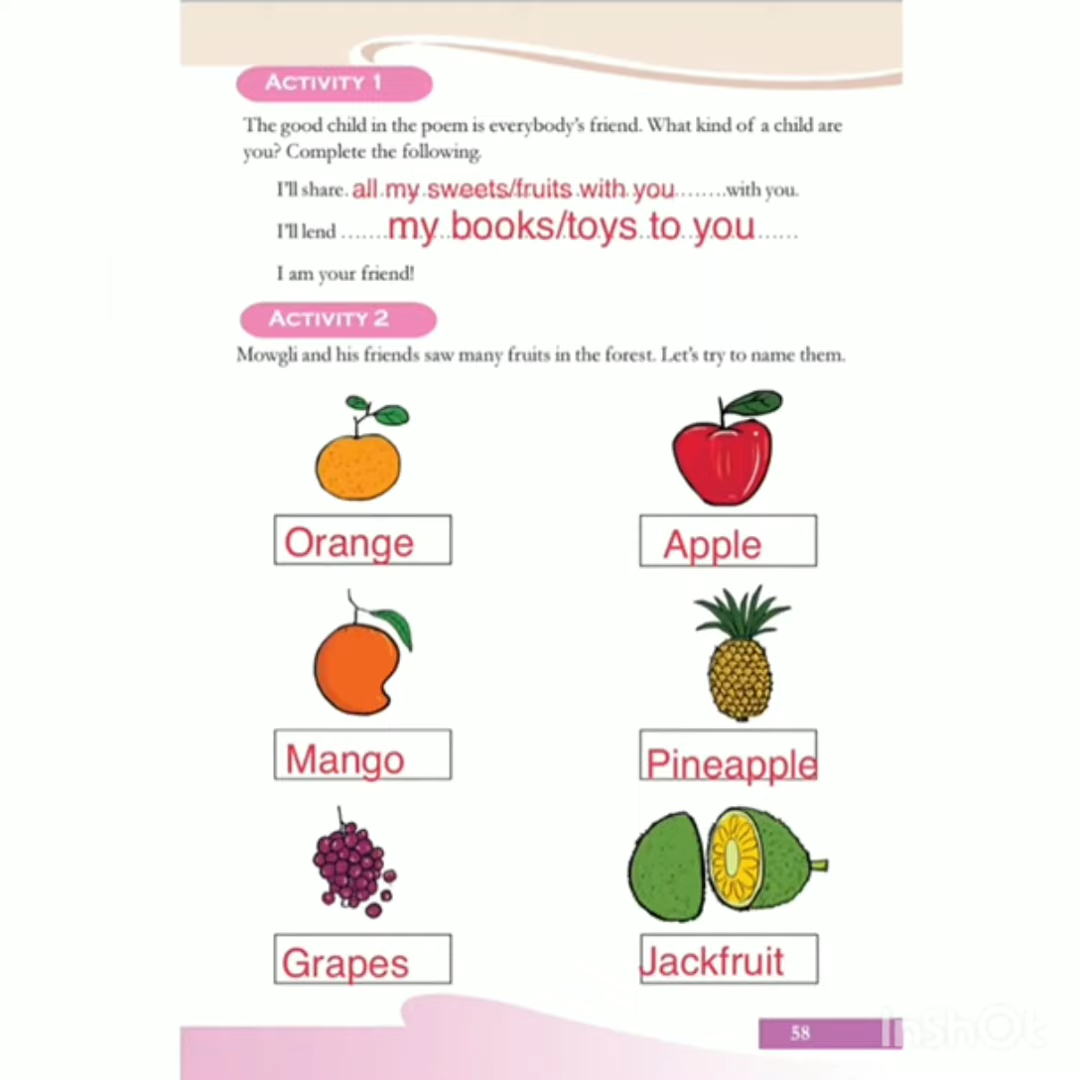 ACTIVITY 1
The good child in the poem is everybody's friend. What kind of a child are
you? Complete the following.
I'll share. all my sweets/fruits with you........with you.
I'll lend .......my books/toys to you......
I am your friend!
ACTIVITY 2
Mowgli and his friends saw many fruits in the forest. Let's try to name them.
Orange
Apple
Mango
Pineapple
Grapes
Jackfruit
58
InShOt